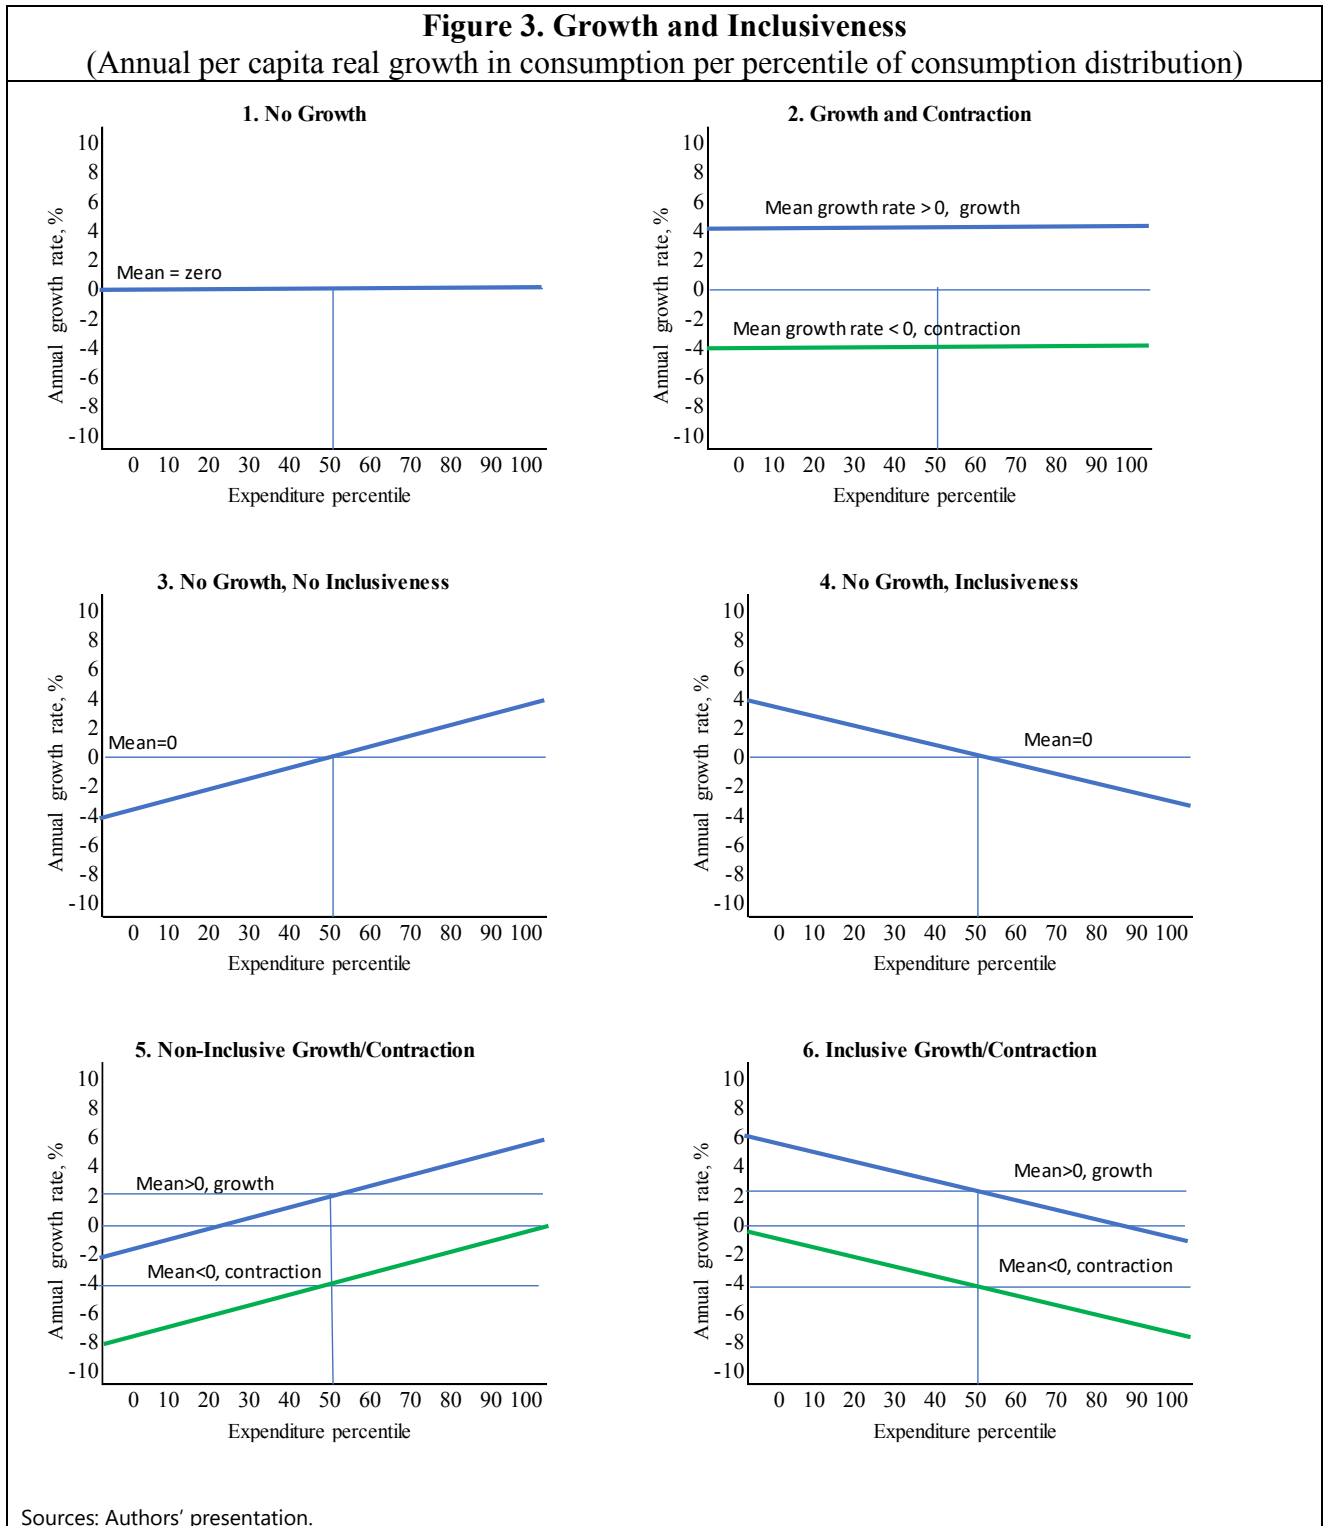 Figure 3. Growth and Inclusiveness
(Annual per capita real growth in consumption per percentile of consumption distribution)
1. No Growth
10
8
6
4
2
0
-2
-4
-6
-8
-10
Annual growth rate, %
Mean = zero
0 10 20 30 40 50 60 70 80 90 100
Expenditure percentile
2. Growth and Contraction
10
8
6
4
2
0
-2
-4
-6
-8
-10
Annual growth rate, %
Mean growth rate > 0, growth
Mean growth rate < 0, contraction
0 10 20 30 40 50 60 70 80 90 100
Expenditure percentile
3. No Growth, No Inclusiveness
10
8
6
4
2
0
-2
-4
-6
-8
-10
Annual growth rate, %
Mean=0
0 10 20 30 40 50 60 70 80 90 100
Expenditure percentile
4. No Growth, Inclusiveness
10
8
6
4
2
0
-2
-4
-6
-8
-10
Annual growth rate, %
Mean=0
0 10 20 30 40 50 60 70 80 90 100
Expenditure percentile
5. Non-Inclusive Growth/Contraction
10
8
6
4
2
0
-2
-4
-6
-8
-10
Annual growth rate, %
Mean>0, growth
Mean<0, contraction
0 10 20 30 40 50 60 70 80 90 100
Expenditure percentile
6. Inclusive Growth/Contraction
10
8
6
4
2
0
-2
-4
-6
-8
-10
Annual growth rate, %
Mean>0, growth
Mean<0, contraction
0 10 20 30 40 50 60 70 80 90 100
Expenditure percentile
Sources: Authors' presentation.